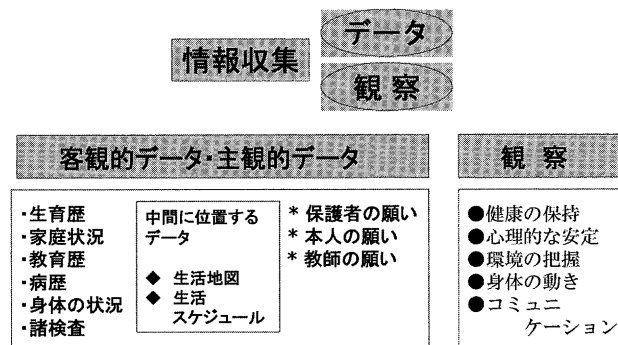 情報収集
データ
観察
客観的データ・主観的データ
・生育歴
・家庭状況
・教育歴
・病歴
・身体の状況
・諸検査
中間に位置する
データ
◆ 生活地図
◆ 生活
スケジュール
* 保護者の願い
* 本人の願い
* 教師の願い
観察
●健康の保持
●心理的な安定
●環境の把握
●身体の動き
●コミュニ
ケーション